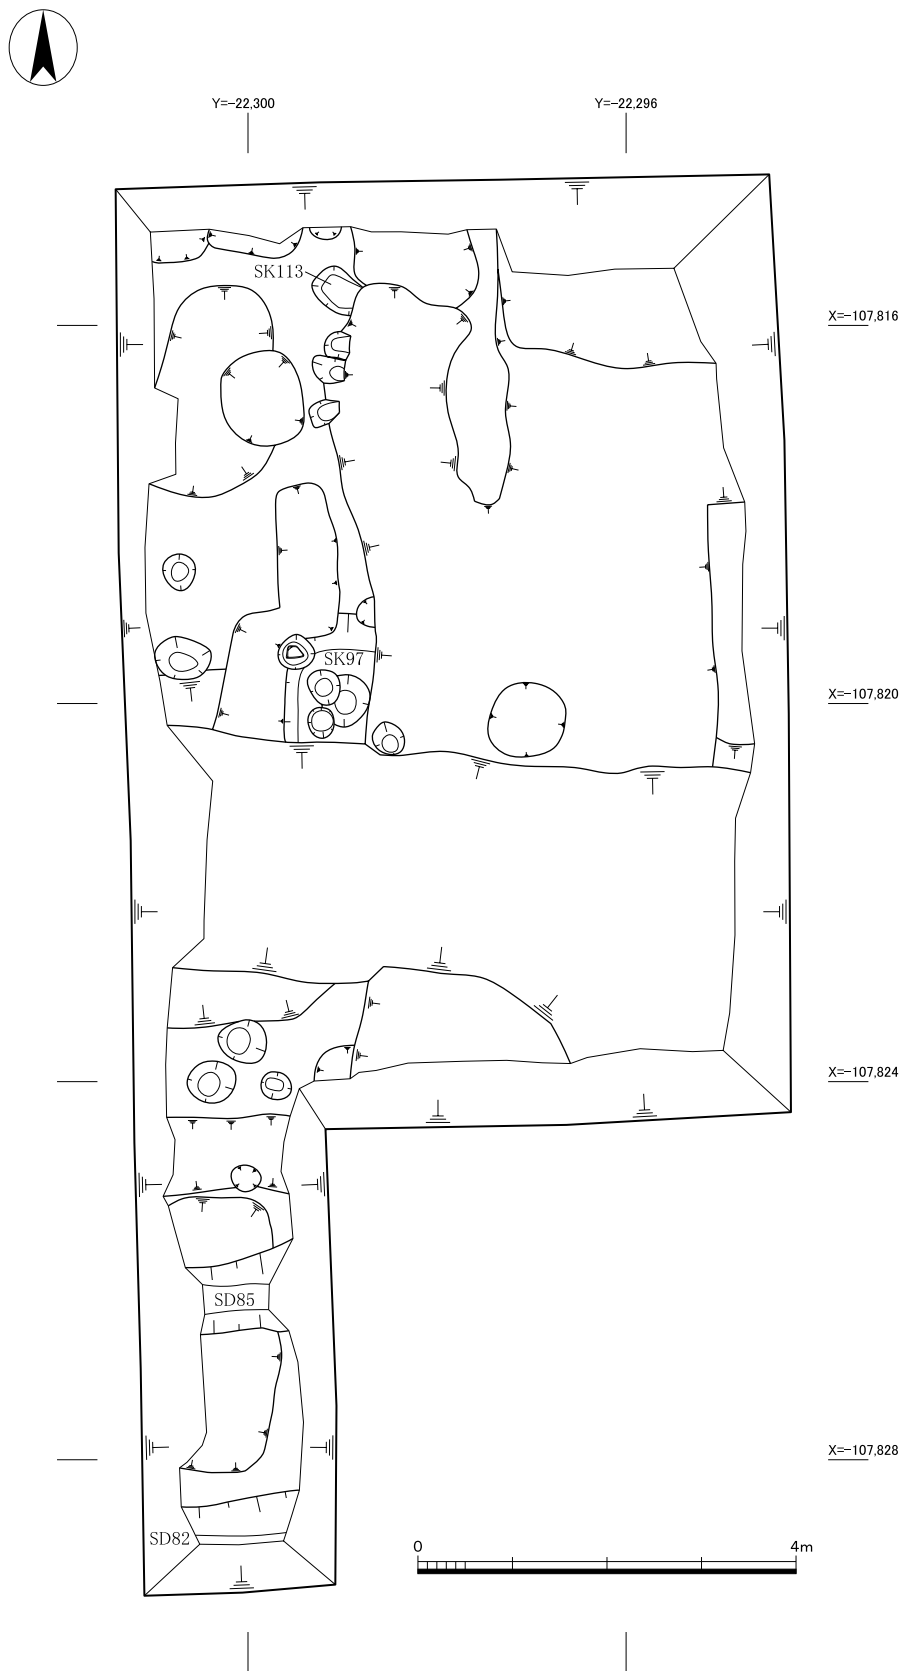 Y=-22,300
Y=-22,296
SK113
X=-107,816
SK97
X=-107,820
X=-107,824
SD85
X=-107,828
SD82
0
4m